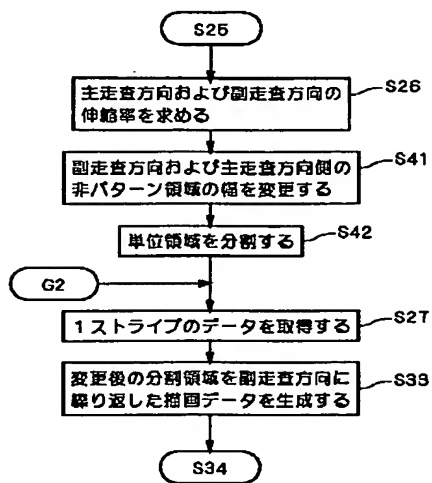 S25
主走査方向および副走査方向の
伸縮率を求める
S26
副走査方向および主走査方向側の
非パターン領域の幅を変更する
S41
単位領域を分割する
S42
G2
1ストライプのデータを取得する
S27
変更後の分割領域を副走査方向に
繰り返した描画データを生成する
S33
S34